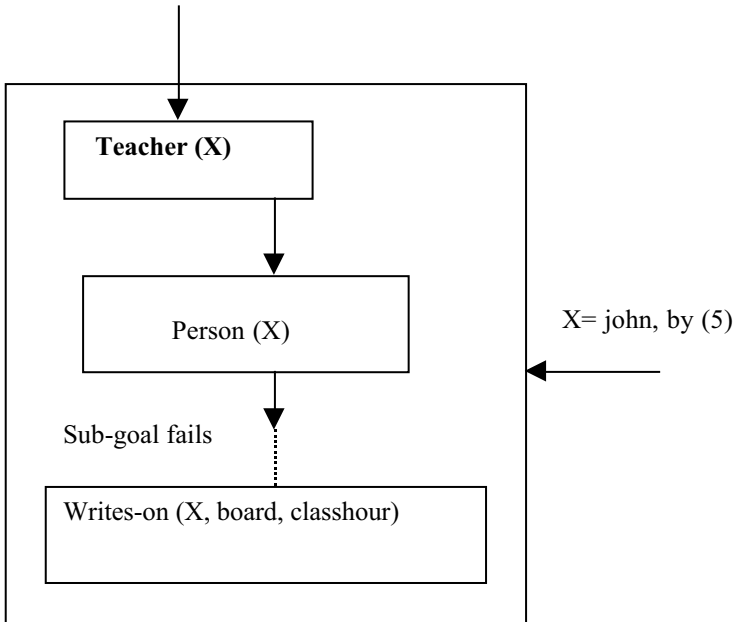 Teacher (X)
Person (X)
X= john, by (5)
Sub-goal fails
Writes-on (X, board, classhour)